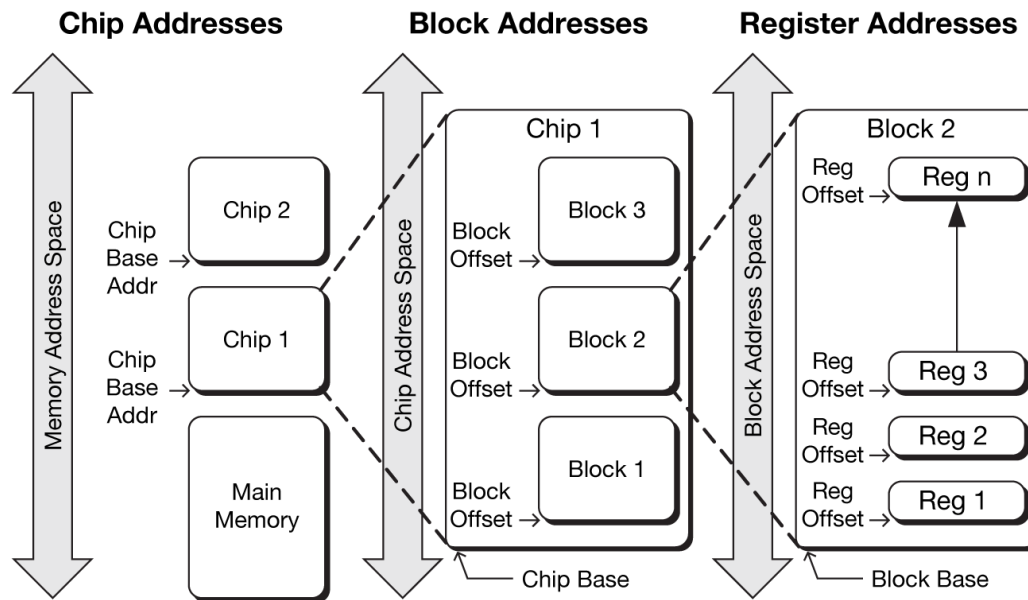 Chip Addresses
Memory Address Space
Chip 2
Chip
Base
Addr
Chip 1
Chip
Base
Addr
Main
Memory
Block Addresses
Chip Address Space
Chip 1
Block 3
Block
Offset
Block 2
Block
Offset
Block 1
Block
Offset
Chip Base
Register Addresses
Block Address Space
Block 2
Reg
Offset
Reg n
Reg
Offset
Reg 3
Reg
Offset
Reg 2
Reg
Offset
Reg 1
Block Base